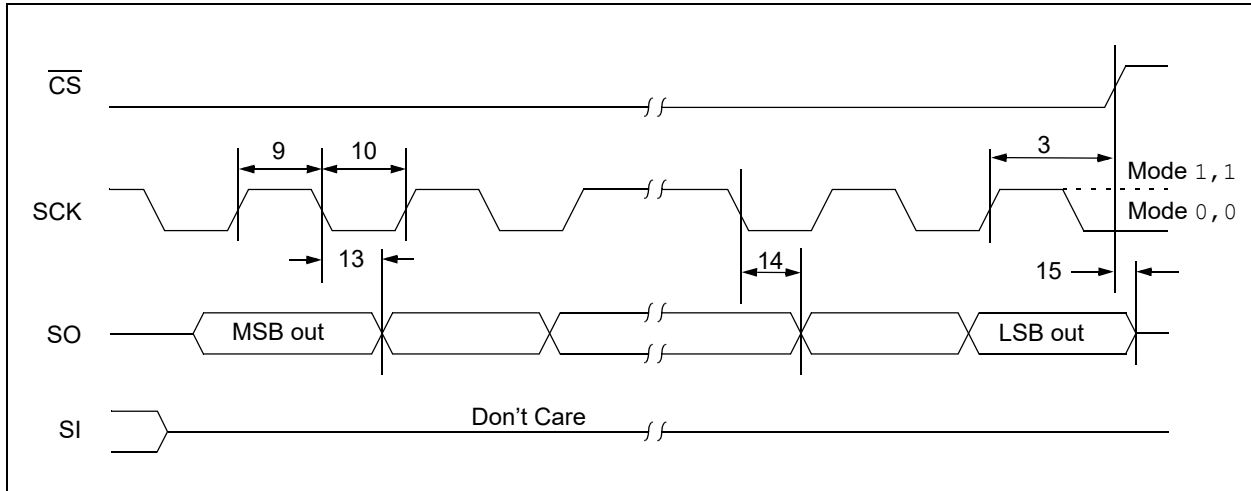 CS
9 10 3
Mode 1,1
SCK
Mode 0,0
13 14 15
SO MSB out LSB out
Don't Care
SI